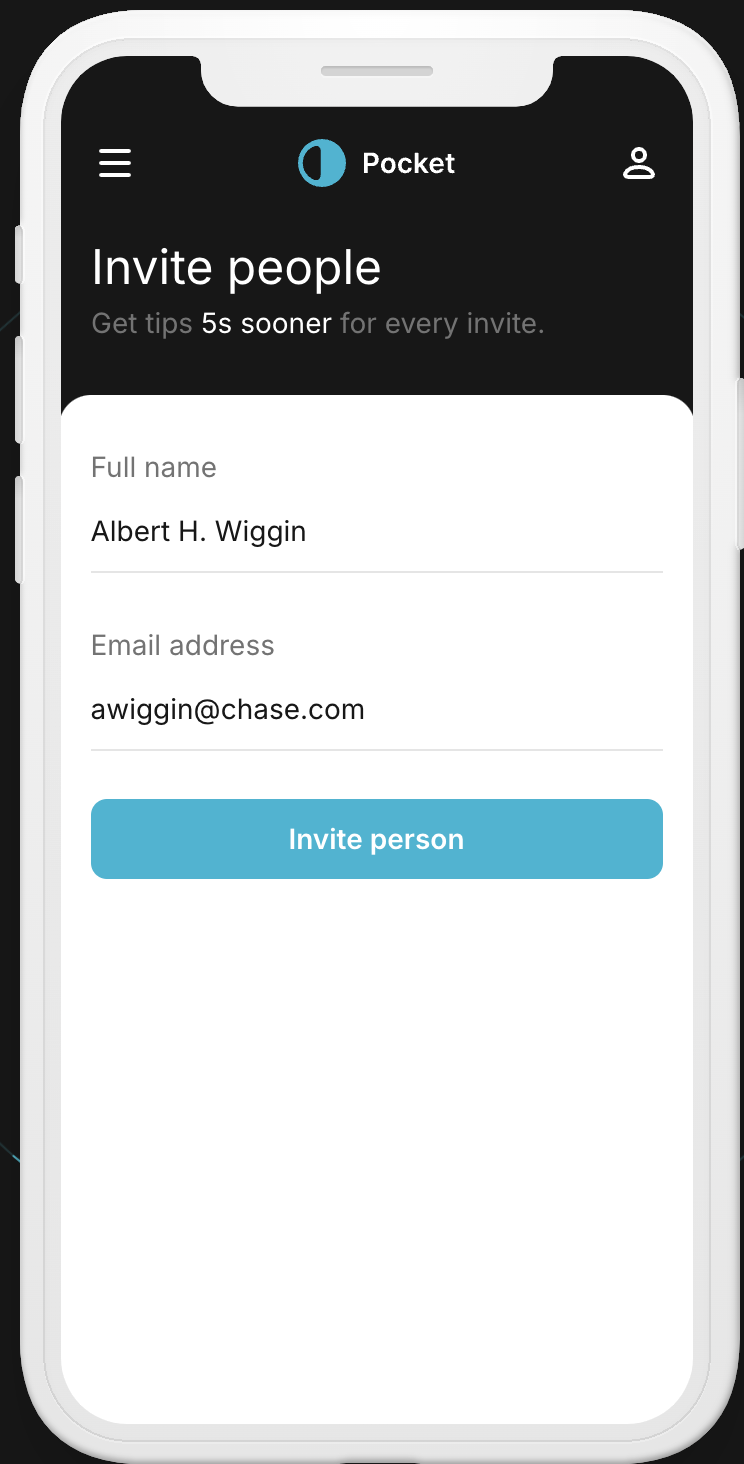 Pocket
Invite people
Get tips 5s sooner for every invite.
Full name
Albert H. Wiggin
Email address
awiggin@chase.com
Invite person